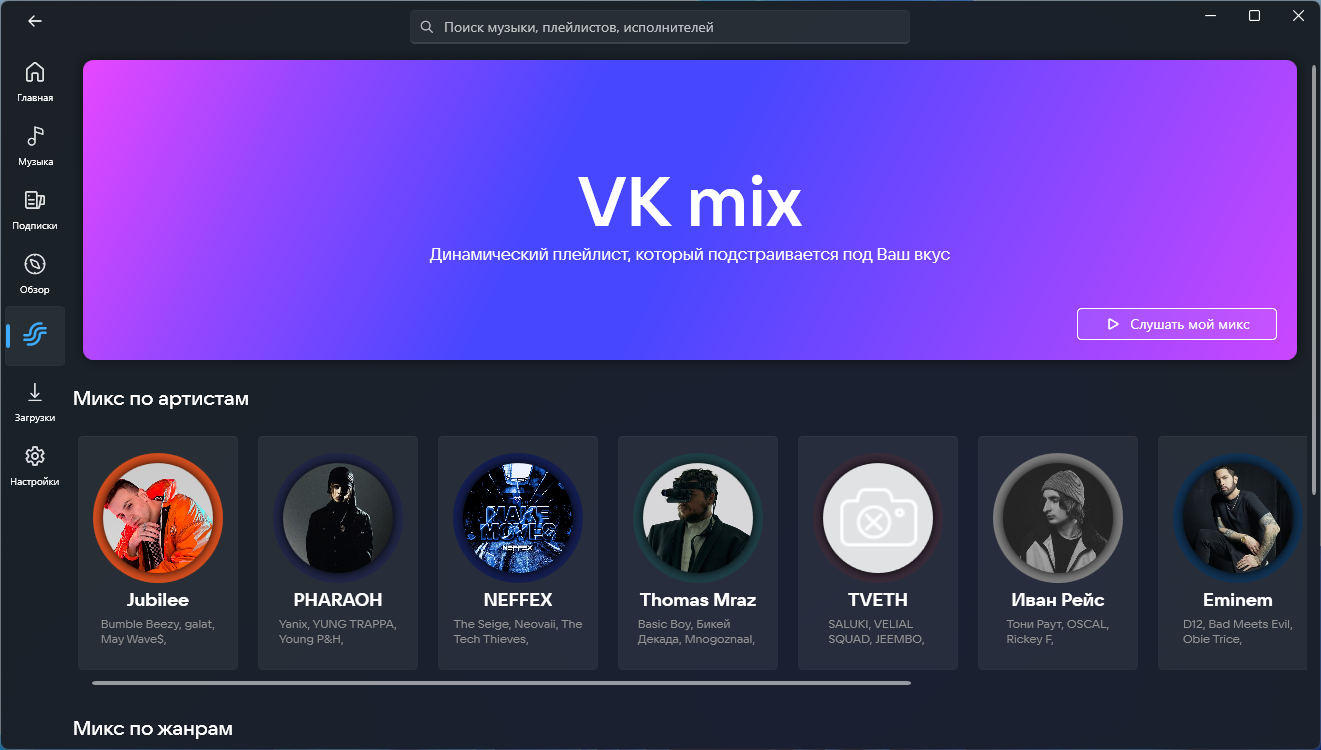 Поиск музыки, плейлистов, исполнителей
Главная
Музыка
Подписки
Обзор
Загрузки
Настройки
VK mix
Динамический плейлист, который подстраивается под Ваш вкус
Слушать мой микс
Микс по артистам
MAKE
MOVES
NEFFEX
Jubilee
Bumble Beezy, galat,
May Wave$,
PHARAOH
Yanix, YUNG TRAPPA,
Young P&H,
NEFFEX
The Seige, Neovaii, The
Tech Thieves,
Thomas Mraz
Basic Boy, Бикей
Декада, Mnogoznaal,
TVETH
SALUKI, VELIAL
SQUAD, JEEMBO,
Иван Рейс
Тони Раут, OSCAL,
Rickey F,
Eminem
D12, Bad Meets Evil,
Obie Trice,
Микс по жанрам